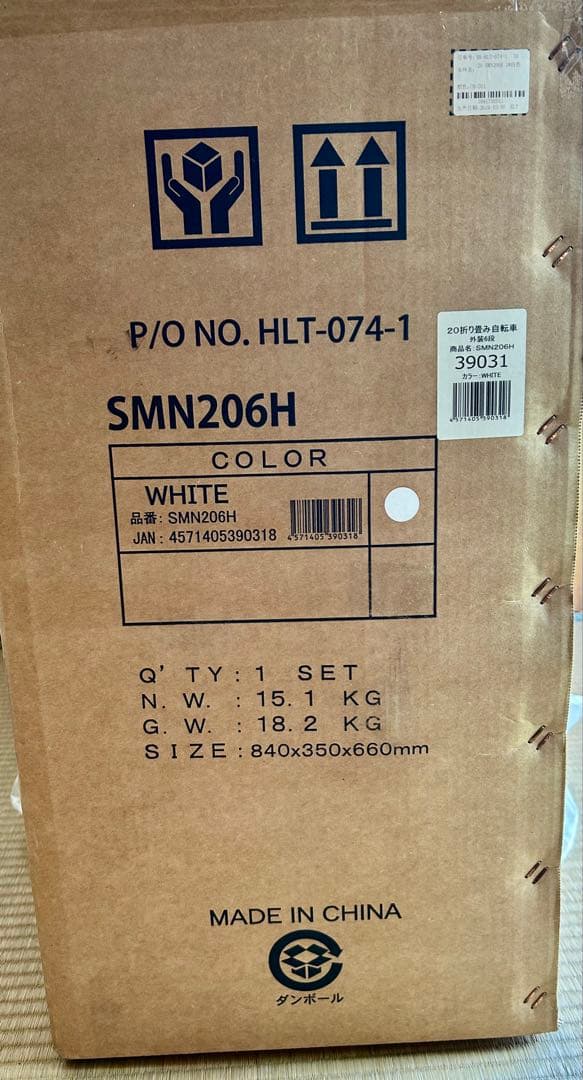 P/O NO. HLT-074-1
20折り畳み自転車
外装6段
商品名:SMN206H
39031
カラー:WHITE
4571405390318
SMN206H
COLOR
WHITE
品番: SMN206H
JAN : 4571405390318
4571405390318
Q'TY: 1 SET
N. W. : 15.1 KG
G. W. : 18.2 KG
SIZE : 840x350x660mm
MADE IN CHINA
ダンボール